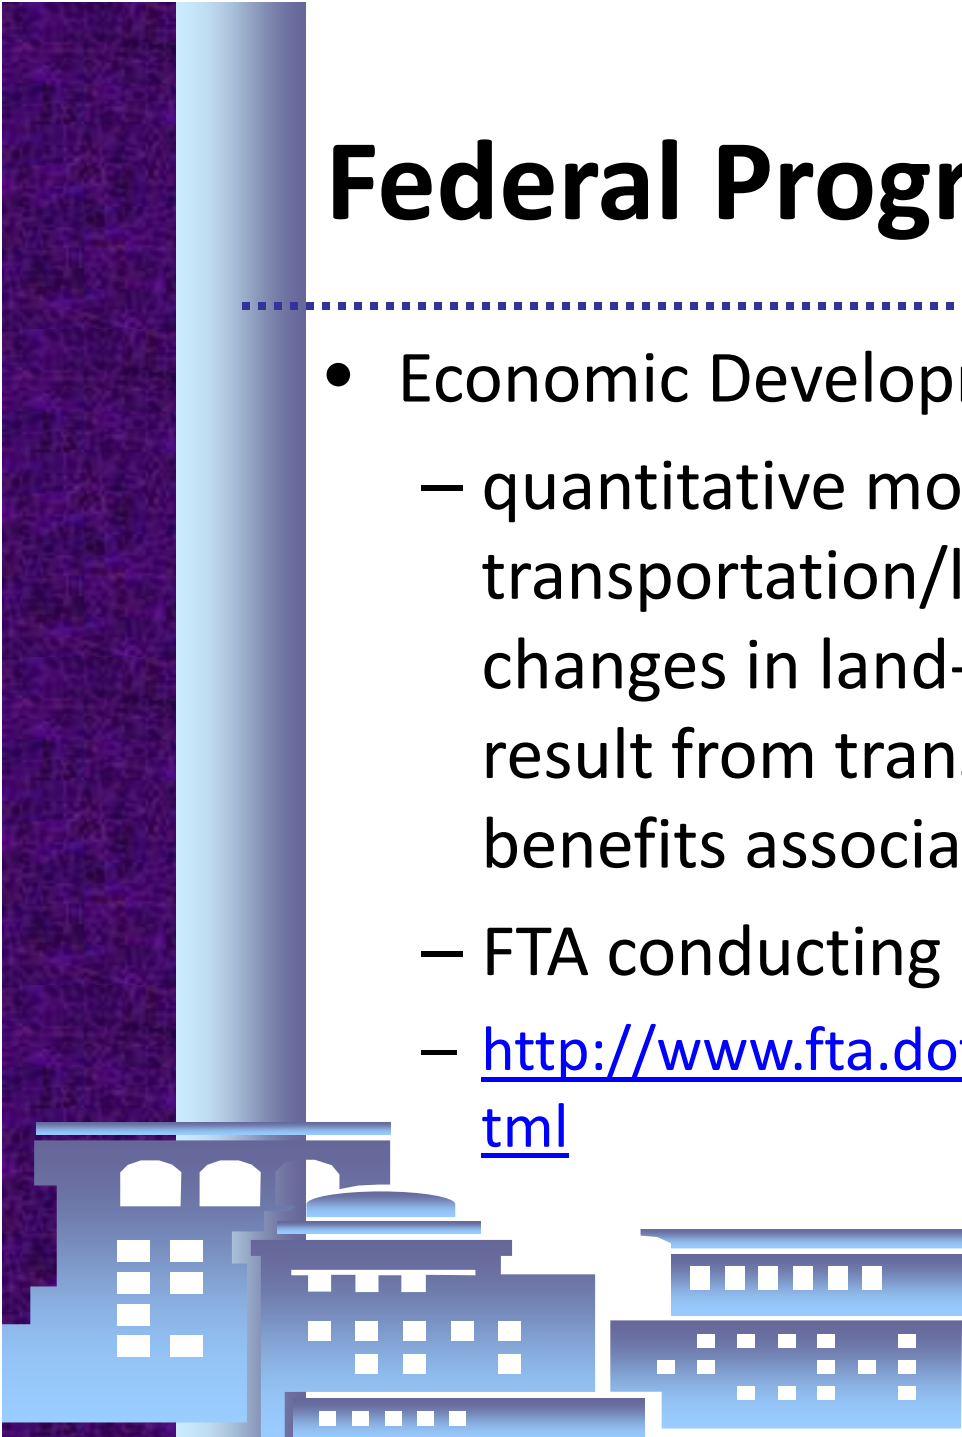 Federal Progr
• Economic Develop
– quantitative mo
transportation/l
changes in land-
result from tran
benefits associa
– FTA conducting
– http://www.fta.do
tml